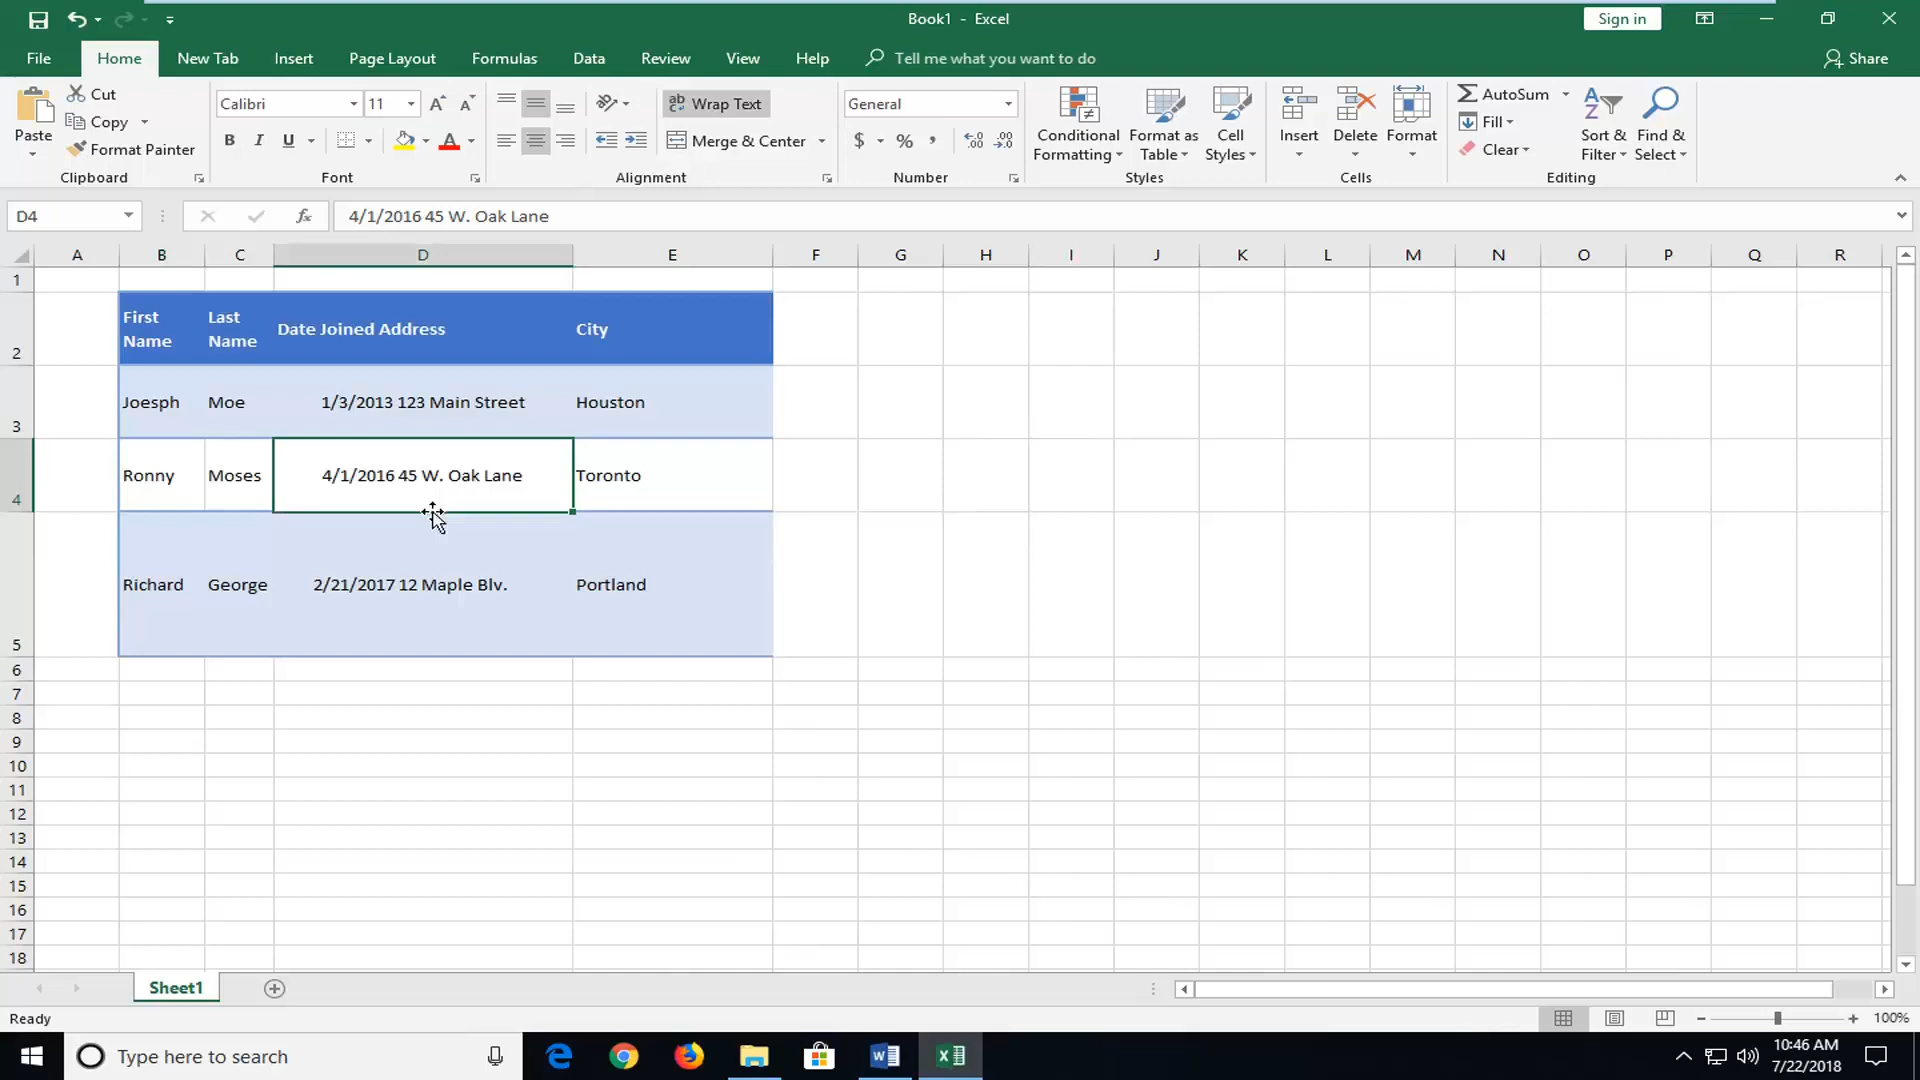 Book1 - Excel
Sign in
File Home New Tab Insert Page Layout Formulas Data Review View Help Tell me what you want to do Share
Paste Cut Copy Format Painter
Clipboard
Calibri 11
B I U A
Font
ab Wrap Text
Merge & Center
Alignment
General
$ % ,
Number
Conditional Formatting
Format as Table
Cell Styles
Styles
Insert Delete Format
Cells
AutoSum
Fill
Clear
Sort & Filter
Find & Select
Editing
D4 fx 4/1/2016 45 W. Oak Lane
A B C D E F G H I J K L M N O P Q R
1
2 First Name Last Name Date Joined Address City
3 Joesph Moe 1/3/2013 123 Main Street Houston
4 Ronny Moses 4/1/2016 45 W. Oak Lane Toronto
5 Richard George 2/21/2017 12 Maple Blv. Portland
6
7
8
9
10
11
12
13
14
15
16
17
18
Sheet1
Ready 100%
Type here to search
10:46 AM
7/22/2018